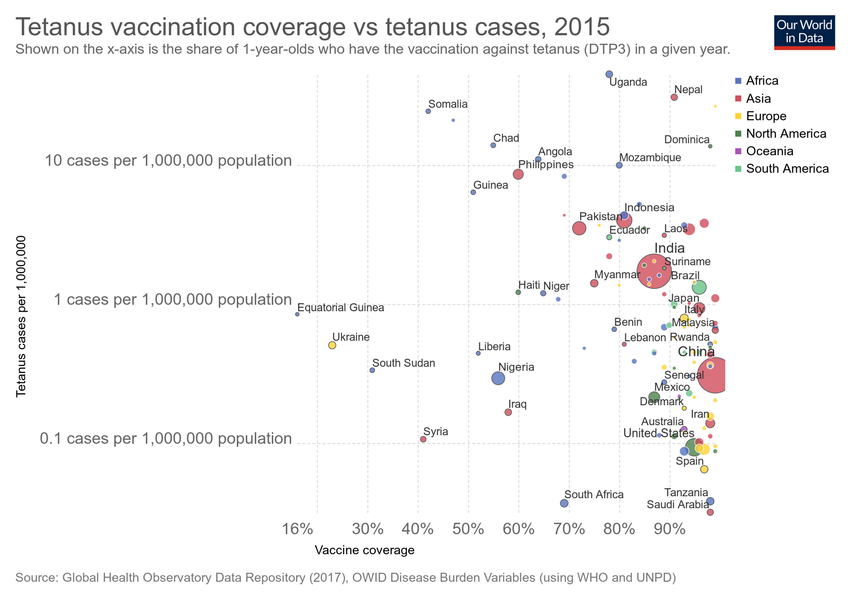 Tetanus vaccination coverage vs tetanus cases, 2015
Shown on the x-axis is the share of 1-year-olds who have the vaccination against tetanus (DTP3) in a given year.
Our World
in Data
Africa
Asia
Europe
North America
Oceania
South America
Uganda
Nepal
Somalia
Dominica
Chad
Angola
Mozambique
10 cases per 1,000,000 population
Philippines
Guinea
Indonesia
Pakistan
Ecuador
Laos
India
Suriname
Myanmar
Brazil
Haiti
Niger
Japan
1 cases per 1,000,000 population
Equatorial Guinea
Italy
Benin
Malaysia
Ukraine
Lebanon
Rwanda
Liberia
China
South Sudan
Nigeria
Senegal
Mexico
Denmark
Iraq
Iran
Australia
Syria
United States
0.1 cases per 1,000,000 population
Spain
South Africa
Tanzania
Saudi Arabia
Tetanus cases per 1,000,000
16%
30%
40%
50%
60%
70%
80%
90%
Vaccine coverage
Source: Global Health Observatory Data Repository (2017), OWID Disease Burden Variables (using WHO and UNPD)